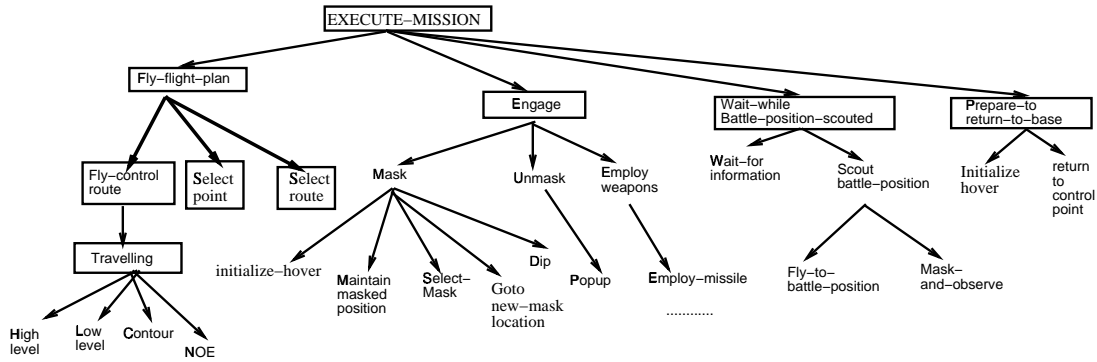 EXECUTE–MISSION
Fly–flight–plan
Engage
Wait–while
Battle–position–scouted
Prepare–to
return–to–base
Fly–control
route
Select
point
Select
route
Mask
Unmask
Employ
weapons
Wait–for
information
Scout
battle–position
Initialize
hover
return
to
control
point
Travelling
initialize–hover
Maintain
masked
position
Select–
Mask
Goto
new–mask
location
Dip
Popup
Employ–missile
............
Fly–to–
battle–position
Mask–
and–observe
High
level
Low
level
Contour
NOE